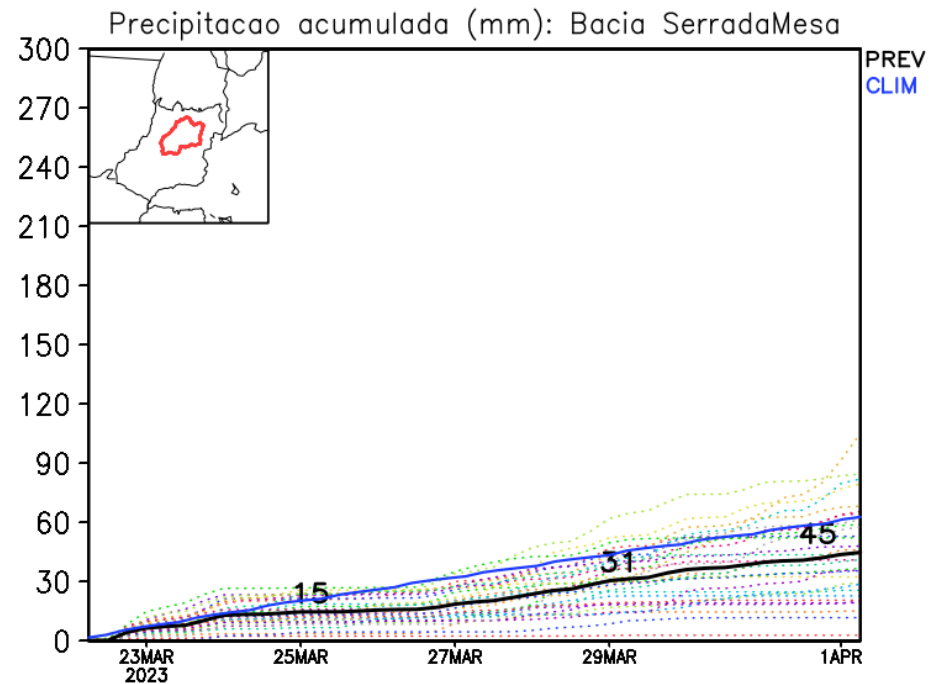 Precipitacao acumulada (mm): Bacia SerradaMesa
PREV
CLIM
300
270
240
210
180
150
120
90
60
30
0
15
31
45
23MAR
2023
25MAR
27MAR
29MAR
1APR